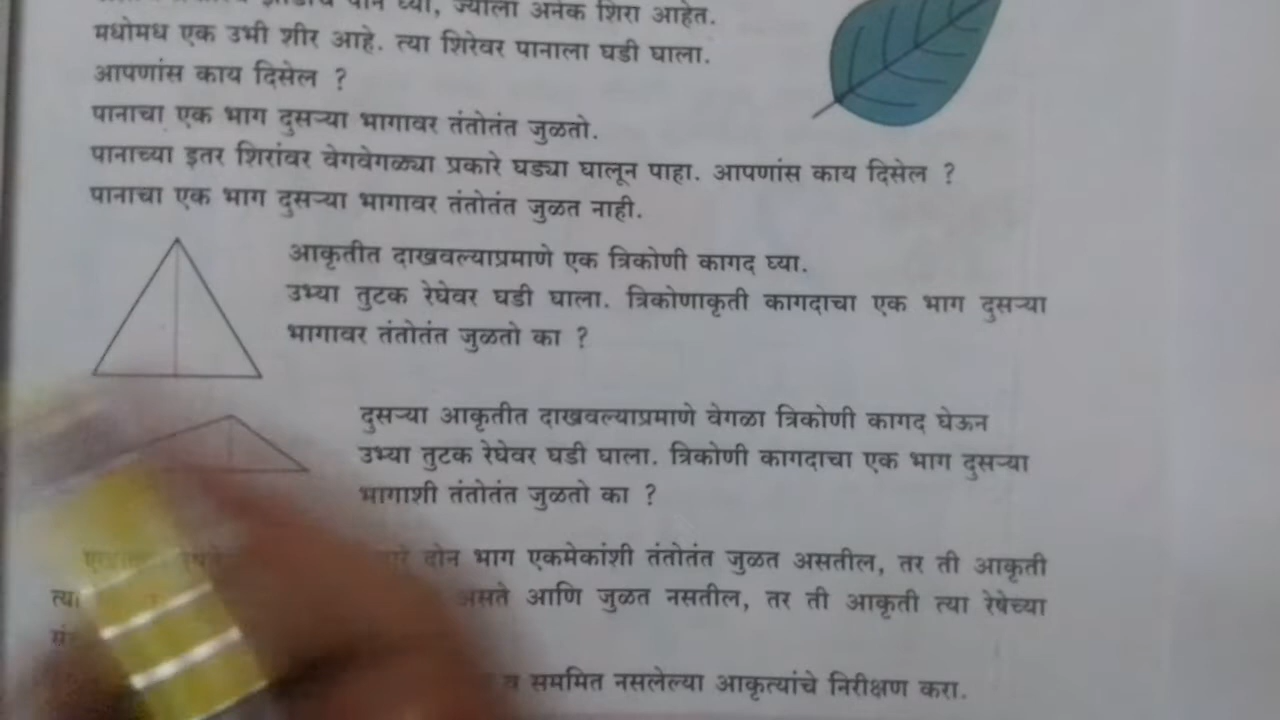 पान घ्या, ज्याला अनेक शिरा आहेत.
मधोमध एक उभी शीर आहे. त्या शिरेवर पानाला घडी घाला.
आपणांस काय दिसेल ?
पानाचा एक भाग दुसऱ्या भागावर तंतोतंत जुळतो.
पानाच्या इतर शिरांवर वेगवेगळ्या प्रकारे घड्या घालून पाहा. आपणांस काय दिसेल ?
पानाचा एक भाग दुसऱ्या भागावर तंतोतंत जुळत नाही.
आकृतीत दाखवल्याप्रमाणे एक त्रिकोणी कागद घ्या.
उभ्या तुटक रेघेवर घडी घाला. त्रिकोणाकृती कागदाचा एक भाग दुसऱ्या
भागावर तंतोतंत जुळतो का ?
दुसऱ्या आकृतीत दाखवल्याप्रमाणे वेगळा त्रिकोणी कागद घेऊन
उभ्या तुटक रेघेवर घडी घाला. त्रिकोणी कागदाचा एक भाग दुसऱ्या
भागाशी तंतोतंत जुळतो का ?
दोन भाग एकमेकांशी तंतोतंत जुळत असतील, तर ती आकृती
असते आणि जुळत नसतील, तर ती आकृती त्या रेषेच्या
व सममित नसलेल्या आकृत्यांचे निरीक्षण करा.